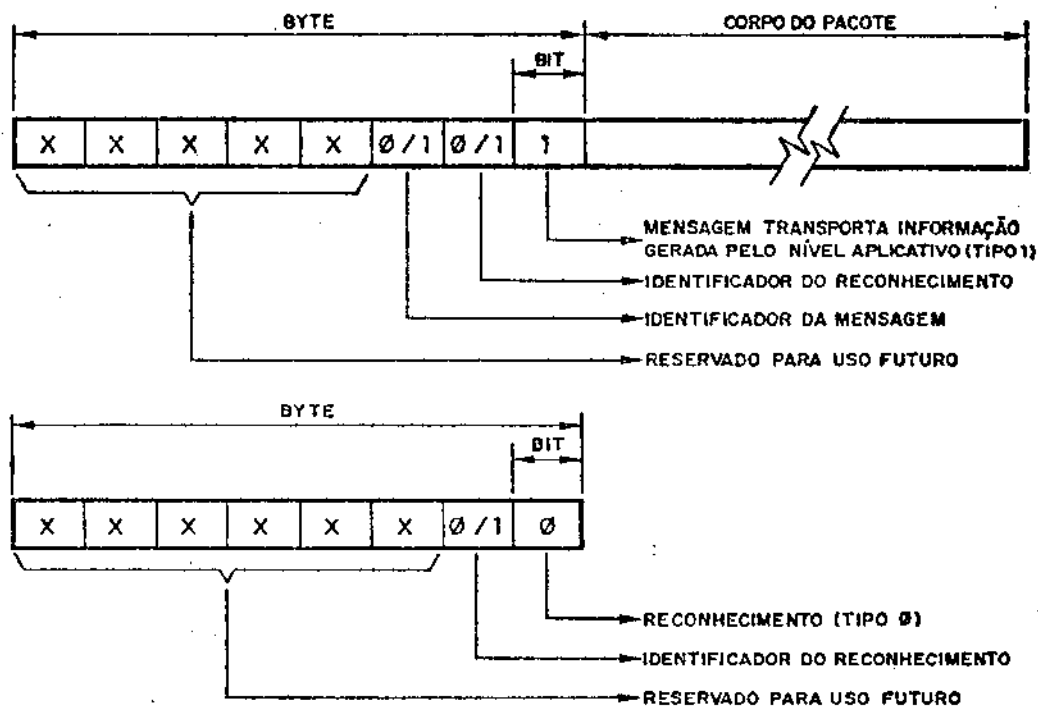 BYTE CORPO DO PACOTE
BIT
X X X X X Ø/1 Ø/1 1
MENSAGEM TRANSPORTA INFORMAÇÃO
GERADA PELO NÍVEL APLICATIVO (TIPO 1)
IDENTIFICADOR DO RECONHECIMENTO
IDENTIFICADOR DA MENSAGEM
RESERVADO PARA USO FUTURO
BYTE
BIT
X X X X X X Ø/1 Ø
RECONHECIMENTO (TIPO Ø)
IDENTIFICADOR DO RECONHECIMENTO
RESERVADO PARA USO FUTURO